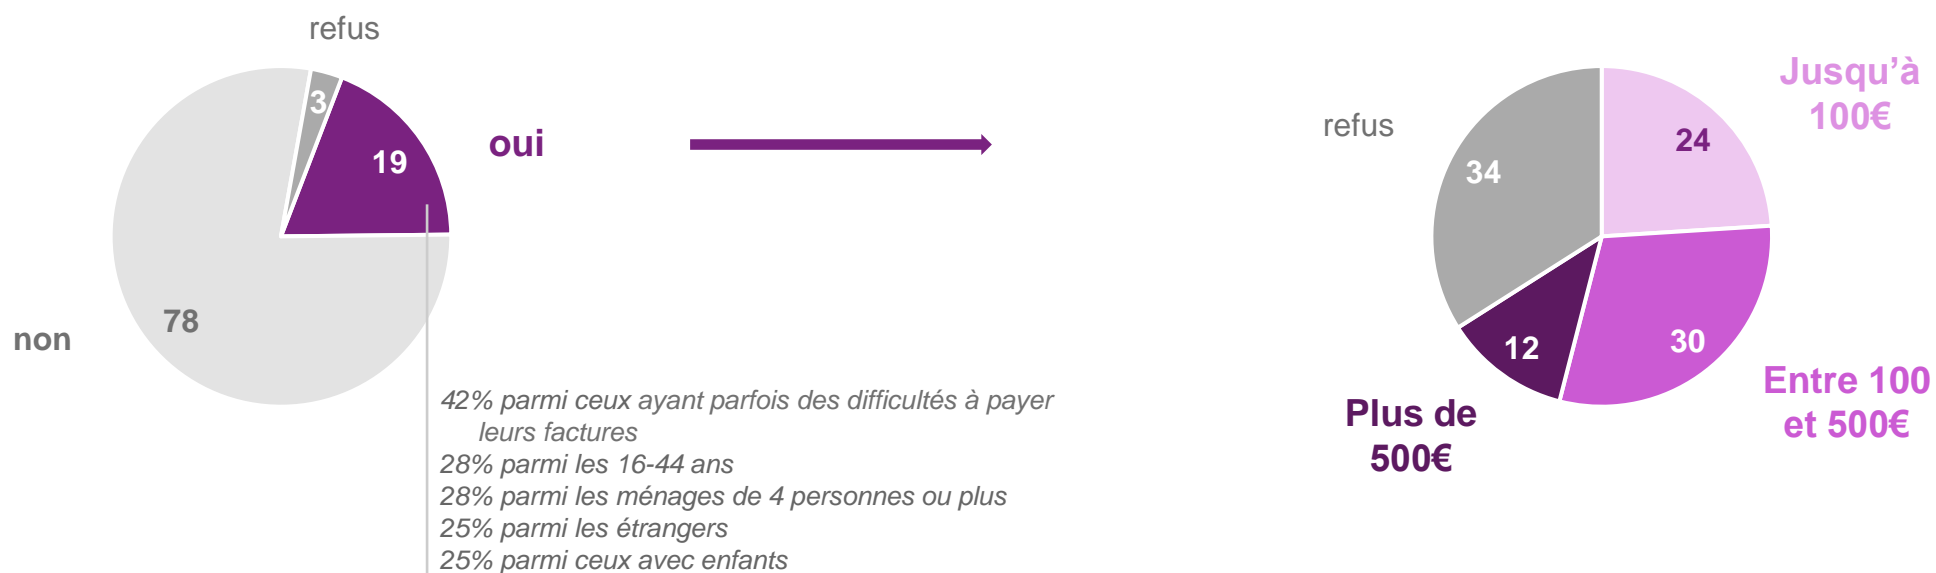 refus
3
19
oui
78
non
42% parmi ceux ayant parfois des difficultés à payer
leurs factures
28% parmi les 16-44 ans
28% parmi les ménages de 4 personnes ou plus
25% parmi les étrangers
25% parmi ceux avec enfants
Jusqu’à
100€
refus
24
34
30
12
Entre 100
et 500€
Plus de
500€